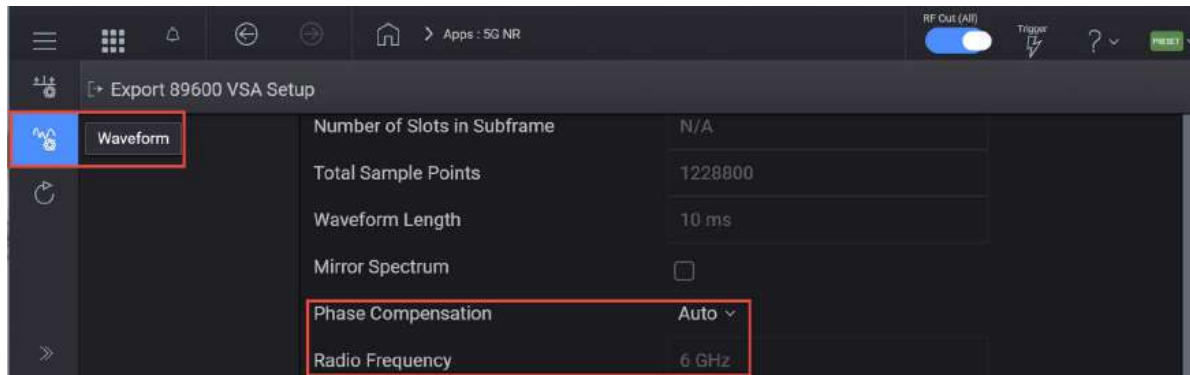 RF Out (All)
Apps : 5G NR
Trigger
?
PRESET
Export 89600 VSA Setup
Waveform
Number of Slots in Subframe
N/A
Total Sample Points
1228800
Waveform Length
10 ms
Mirror Spectrum
Phase Compensation
Auto
Radio Frequency
6 GHz